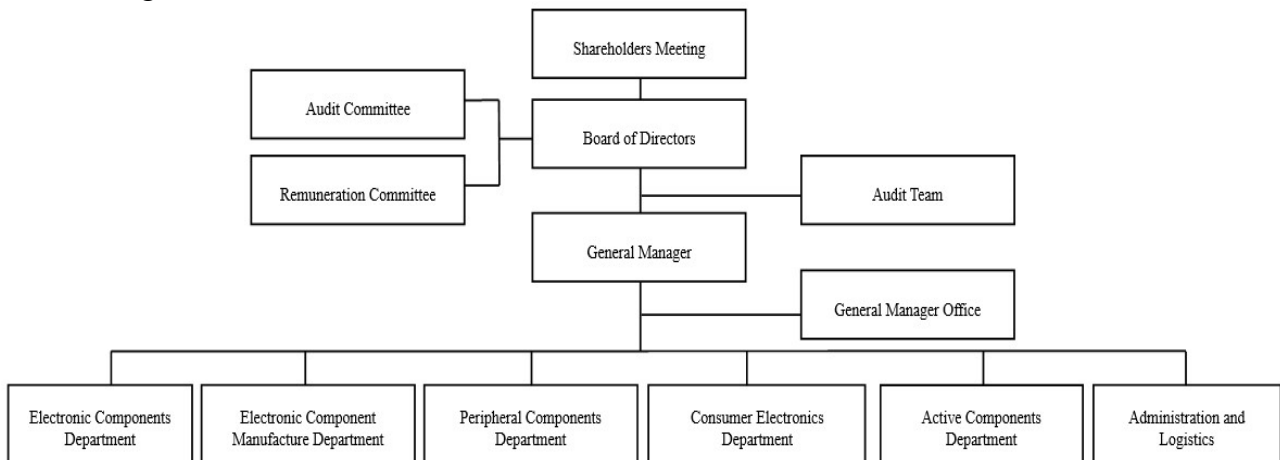 Shareholders Meeting
Audit Committee
Board of Directors
Remuneration Committee
Audit Team
General Manager
General Manager Office
Electronic Components
Department
Electronic Component
Manufacture Department
Peripheral Components
Department
Consumer Electronics
Department
Active Components
Department
Administration and
Logistics